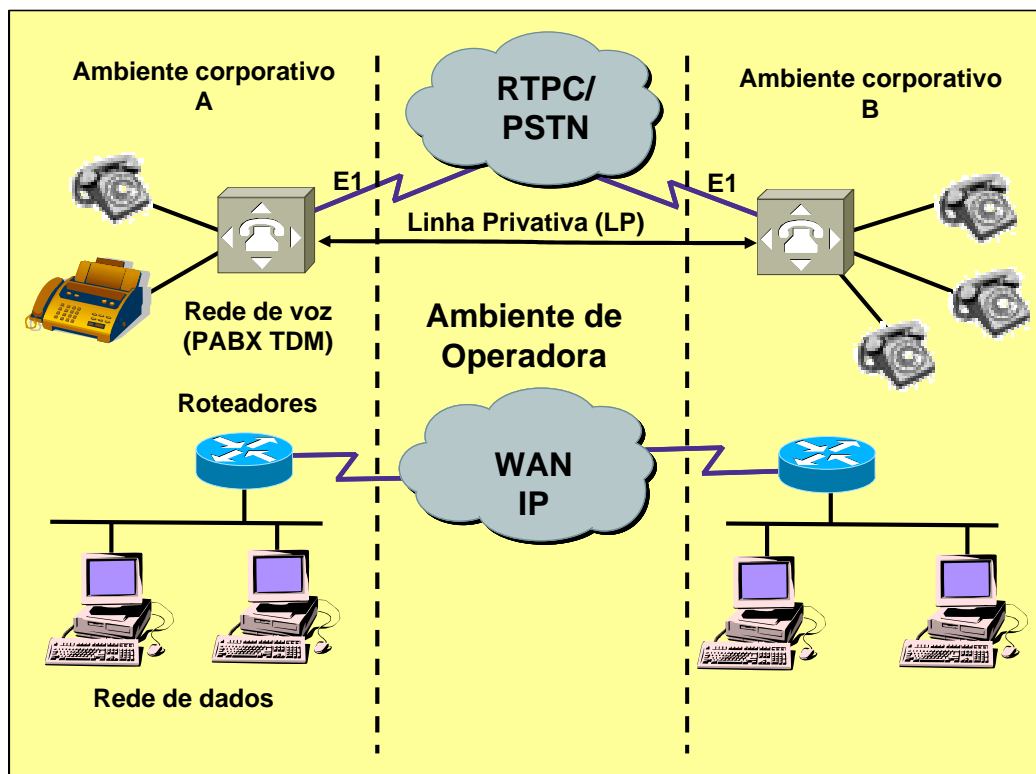 Ambiente corporativo
A
RTPC/
PSTN
Ambiente corporativo
B
E1
E1
Linha Privativa (LP)
Rede de voz
(PABX TDM)
Ambiente de
Operadora
Roteadores
WAN
IP
Rede de dados